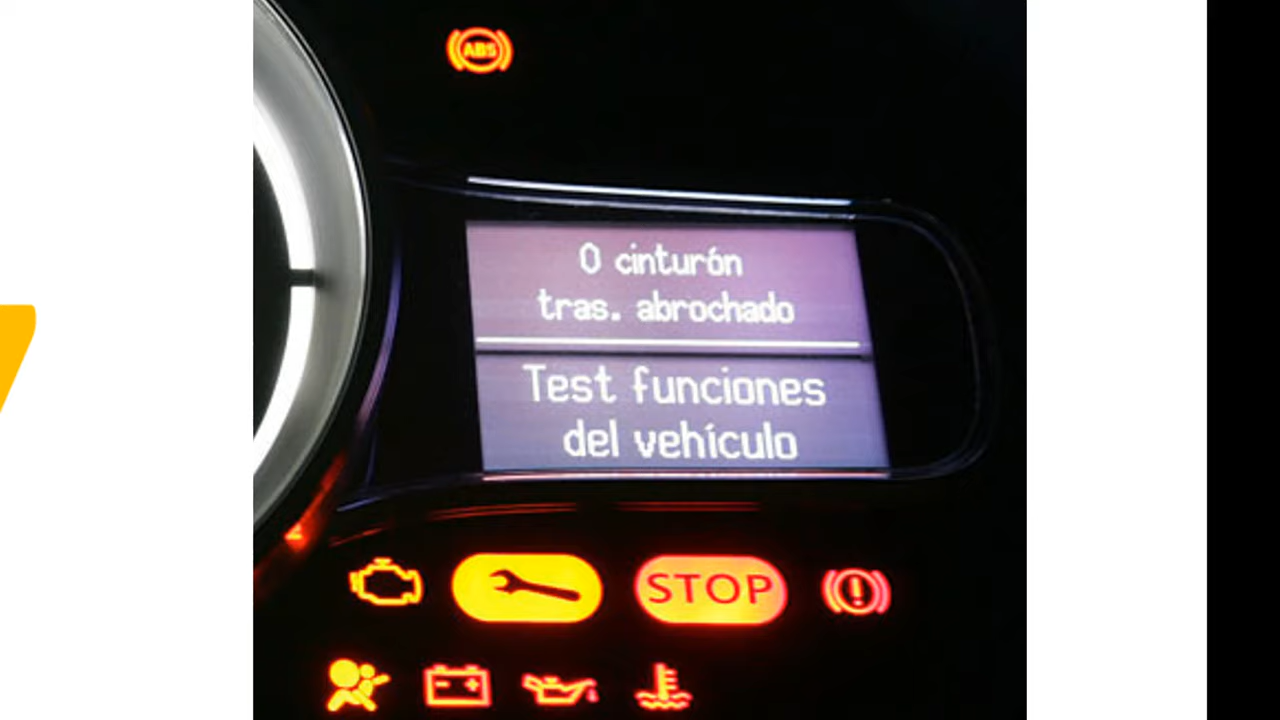 ABS
0 cinturón
tras. abrochado
Test funciones
del vehículo
STOP